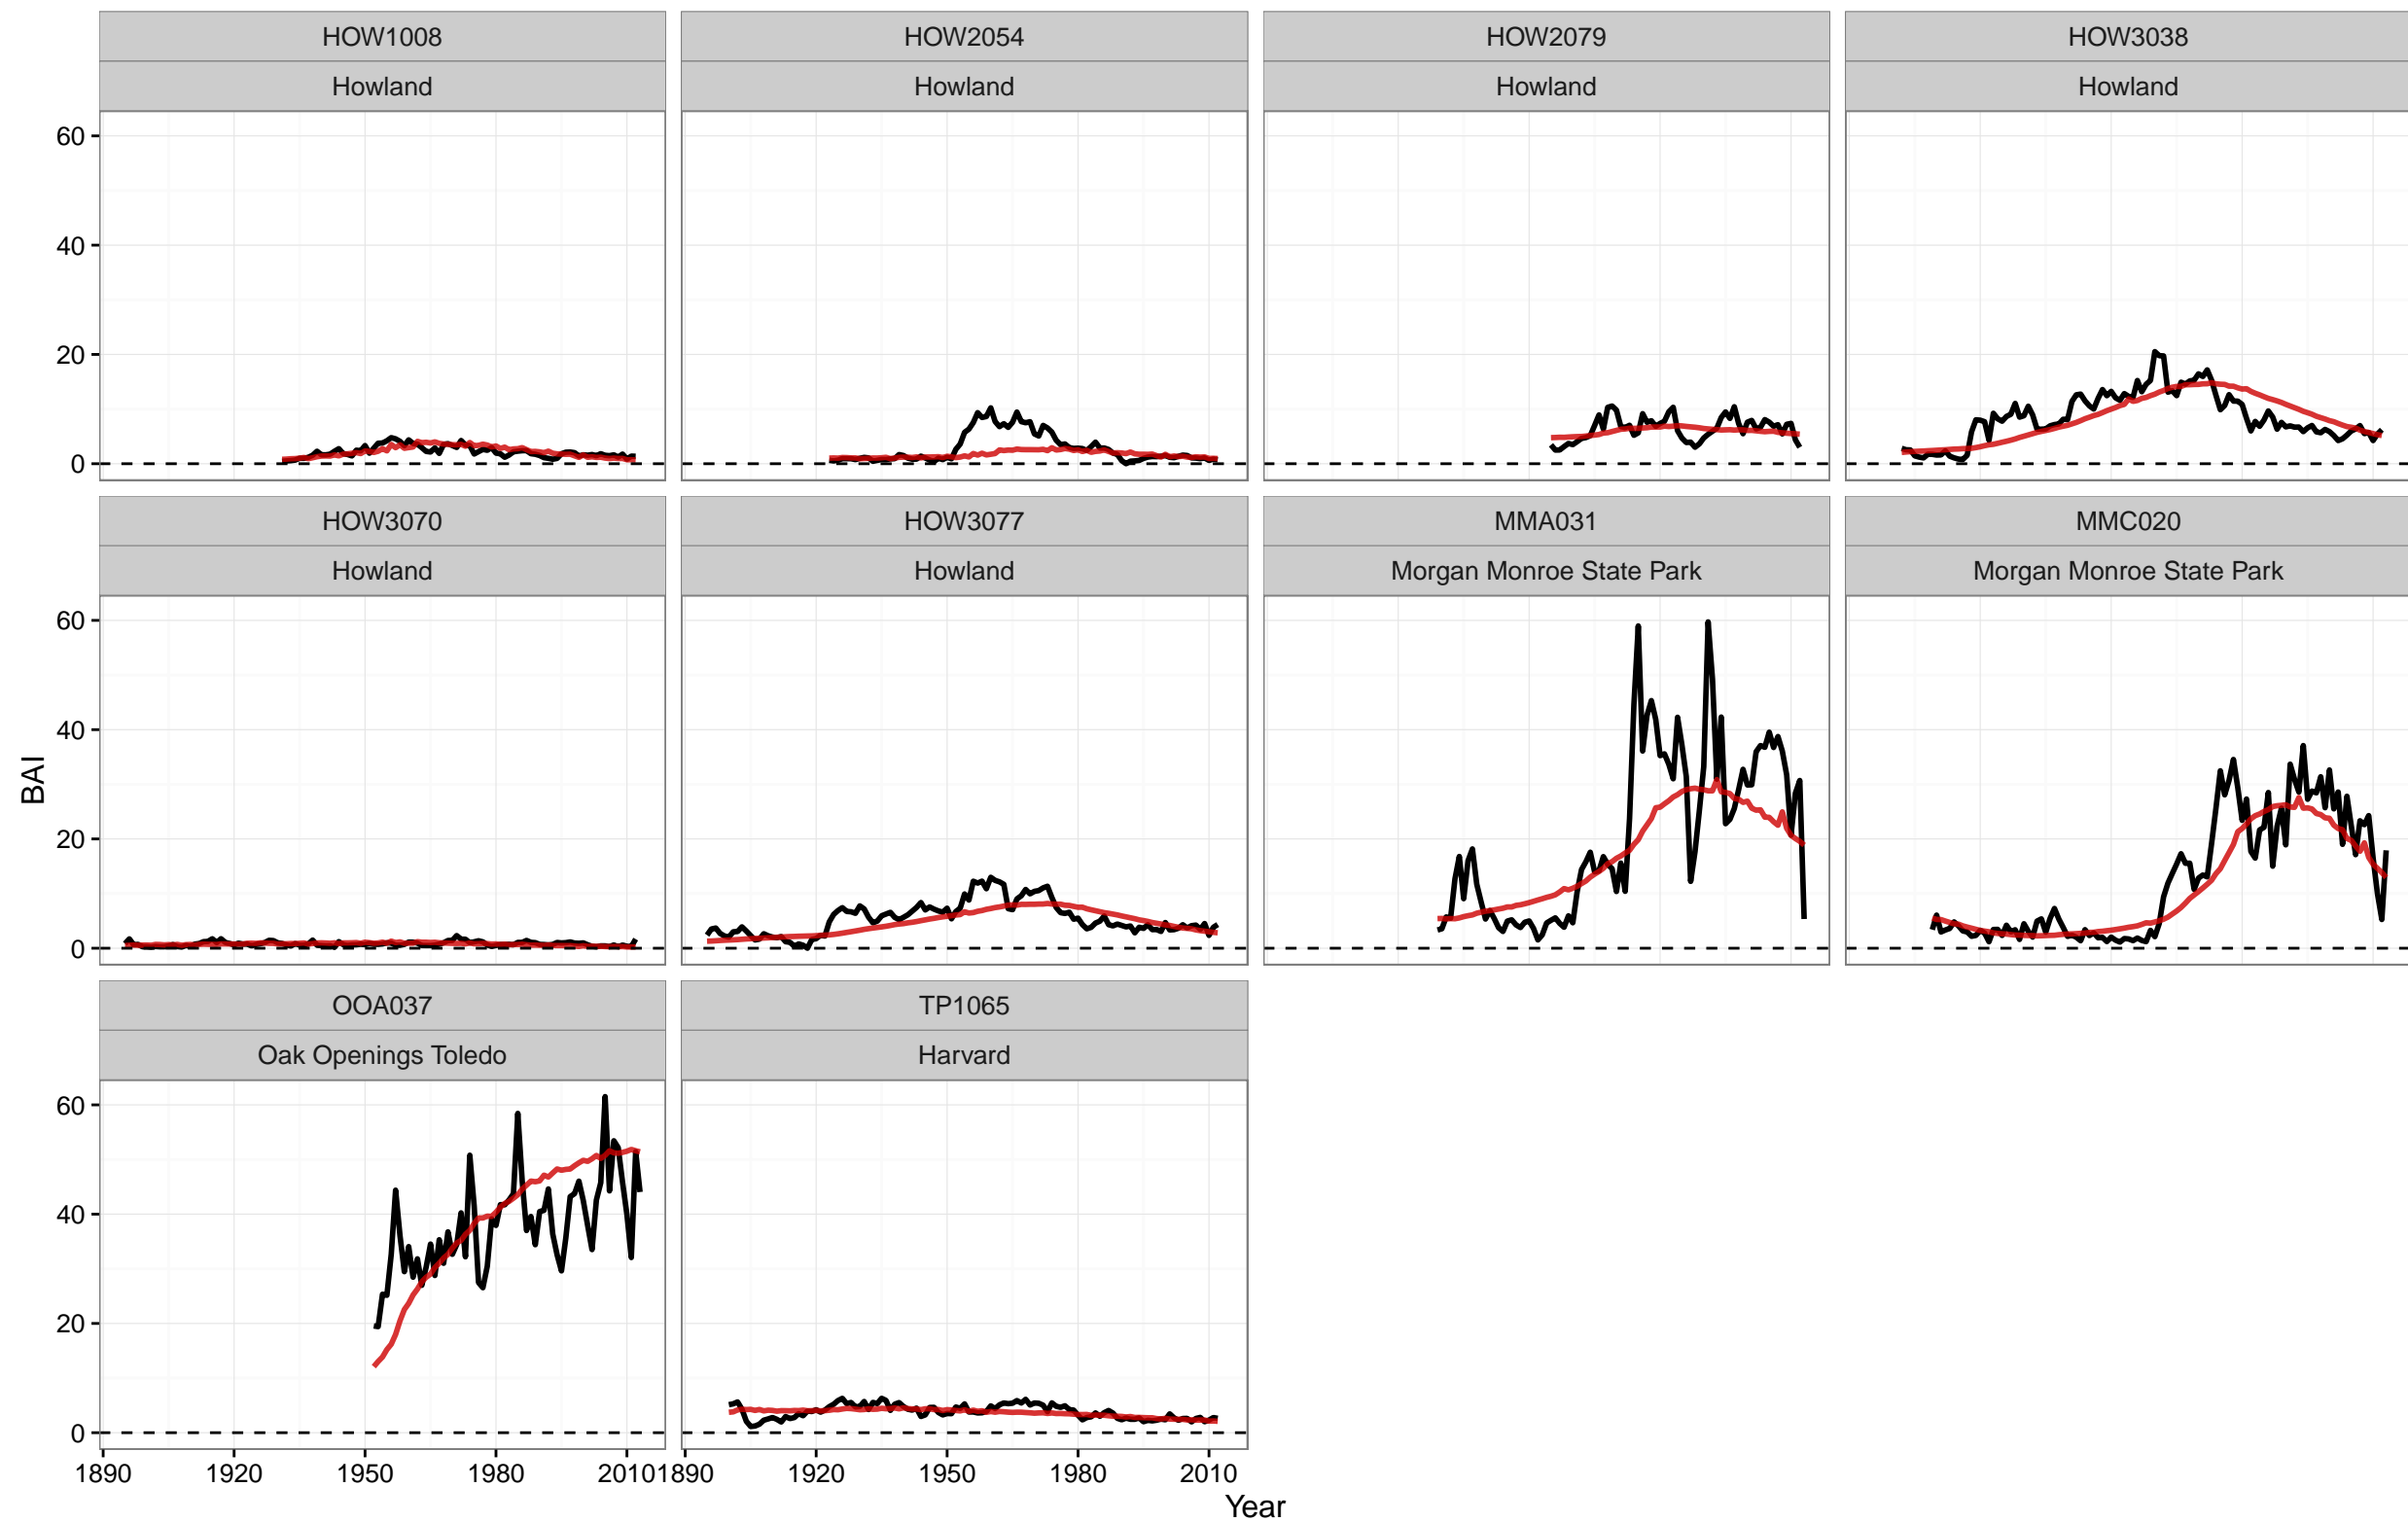 HOW1008 HOW2054 HOW2079 HOW3038
Howland Howland Howland Howland
60
40
20
0
HOW3070 HOW3077 MMA031 MMC020
Howland Howland Morgan Monroe State Park Morgan Monroe State Park
60
40
20
0
BAI
OOA037 TP1065
Oak Openings Toledo Harvard
60
40
20
0
1890 1920 1950 1980 2010 1890 1920 1950 1980 2010
Year